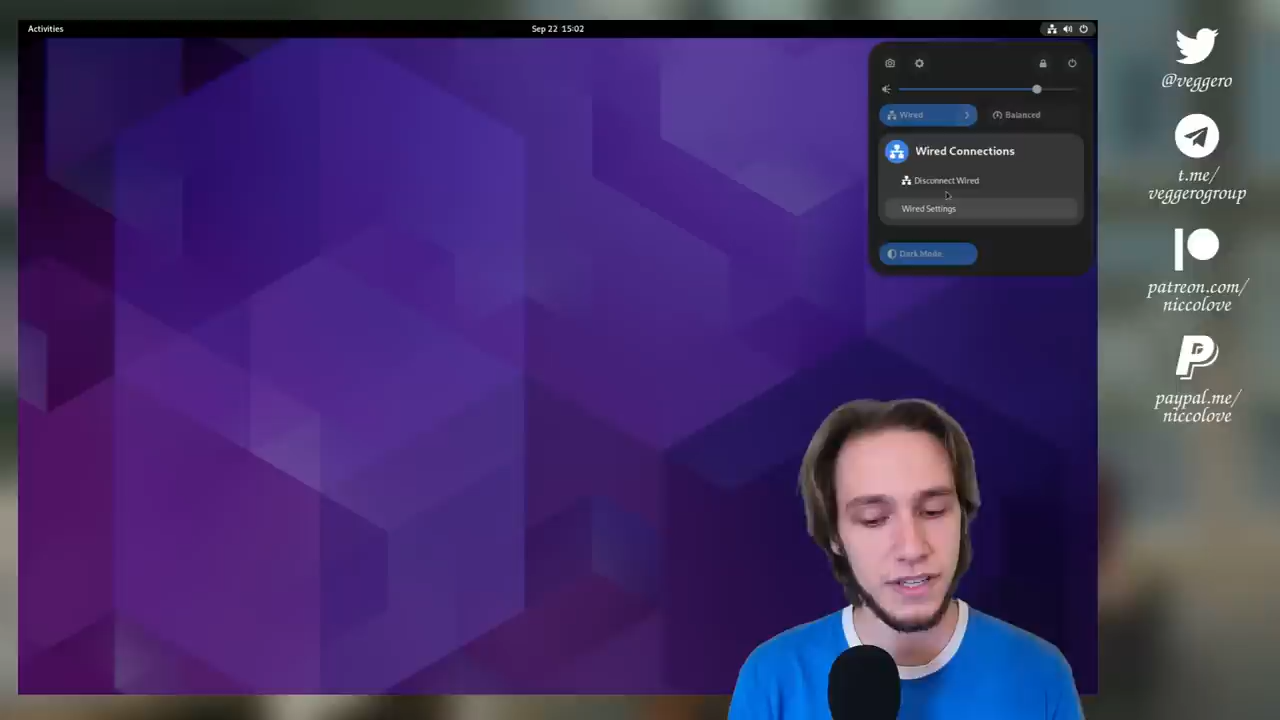 Activities
Sep 22 15:02
Wired
Balanced
Wired Connections
Disconnect Wired
Wired Settings
Dark Mode
@veggero
t.me/
veggerogroup
patreon.com/
niccolove
paypal.me/
niccolove